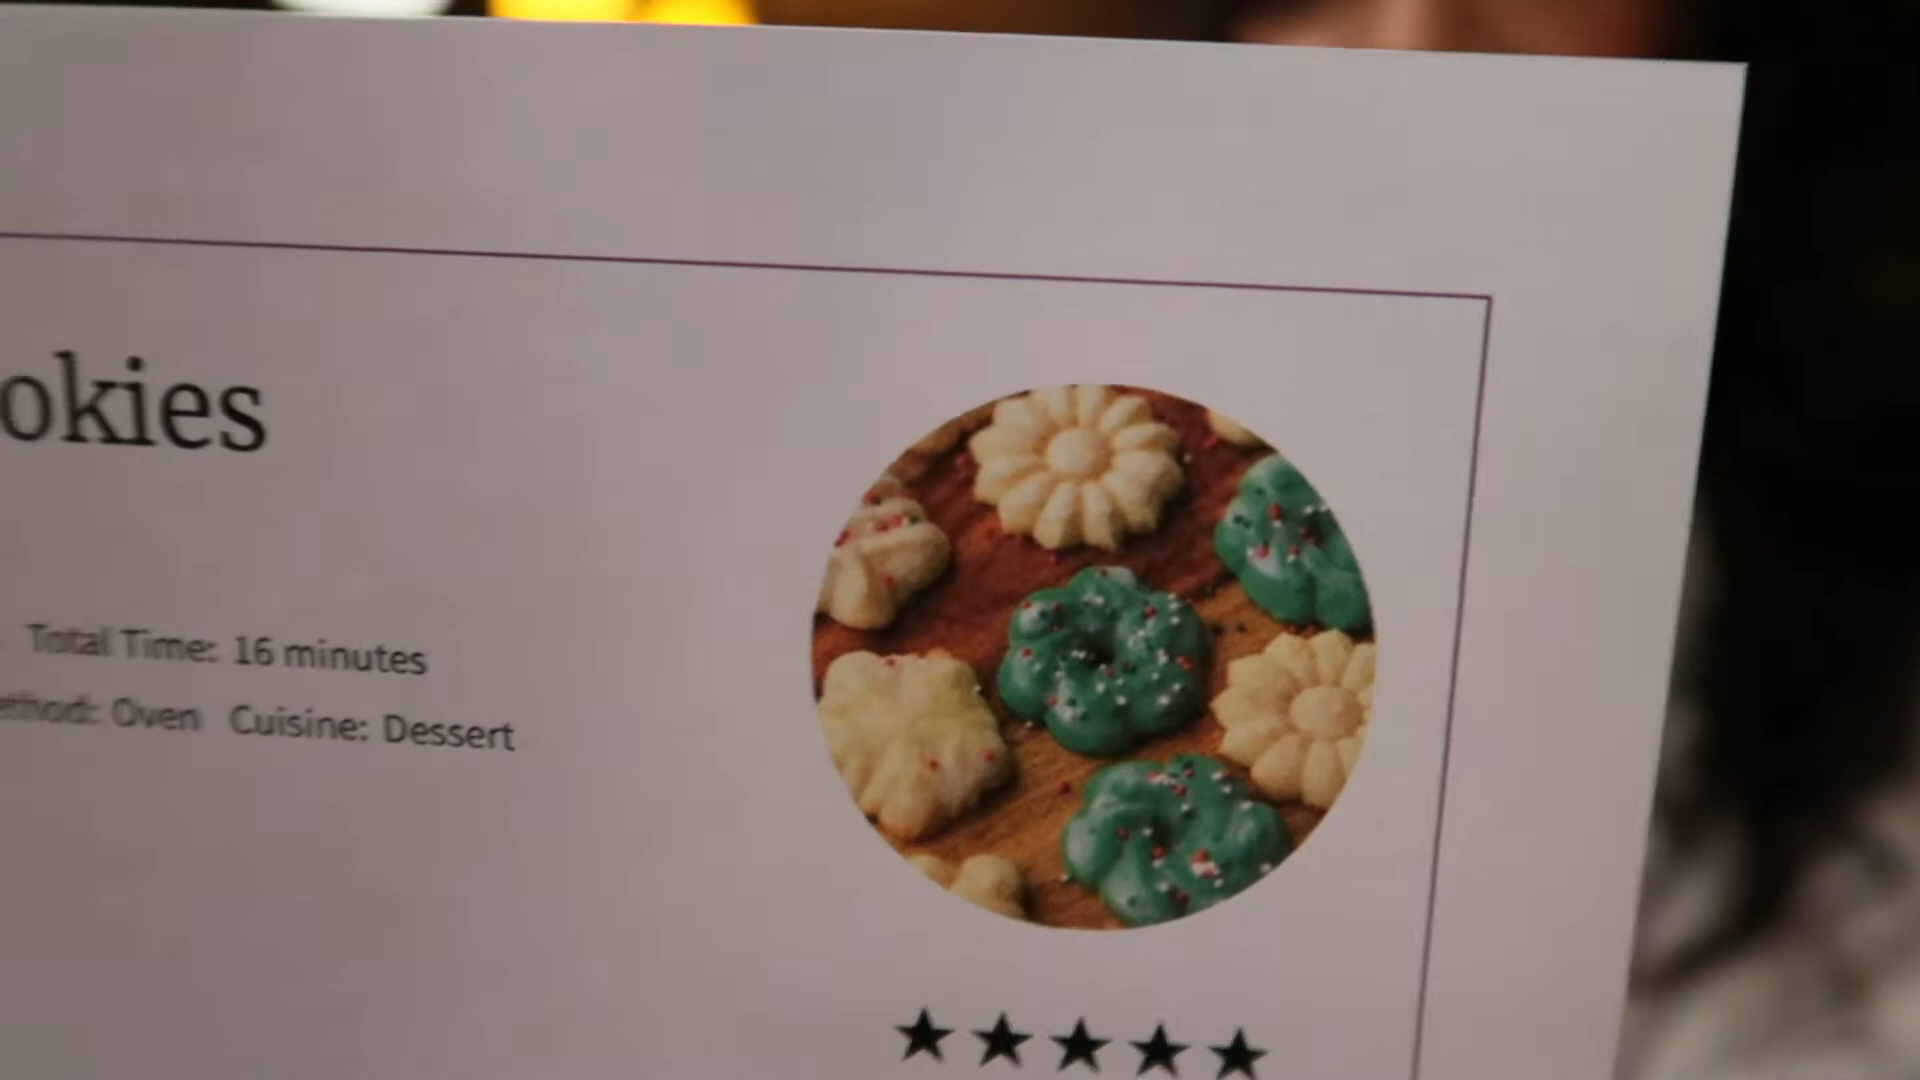 okies
Total Time: 16 minutes
ethod: Oven Cuisine: Dessert
★★★★★